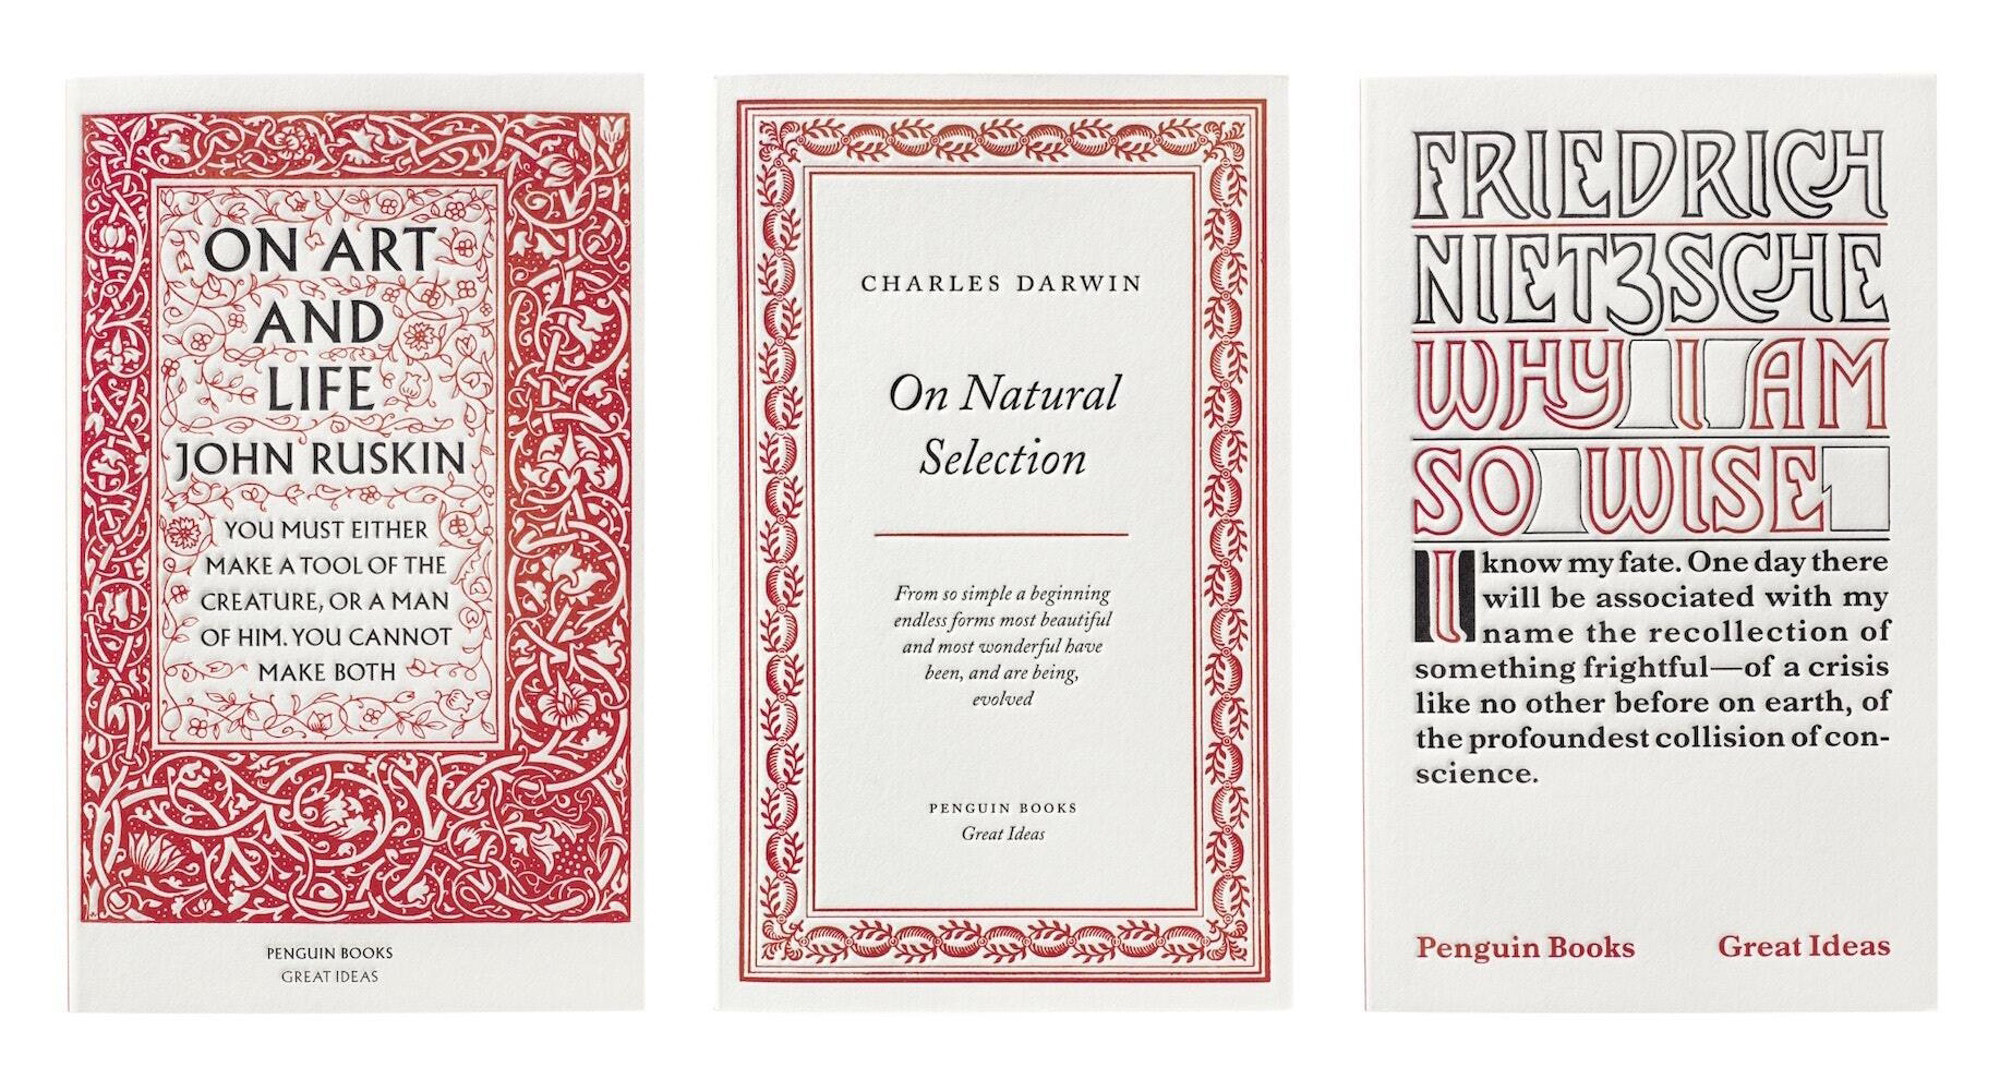 ON ART
AND
LIFE
JOHN RUSKIN
YOU MUST EITHER
MAKE A TOOL OF THE
CREATURE, OR A MAN
OF HIM. YOU CANNOT
MAKE BOTH
PENGUIN BOOKS
GREAT IDEAS
CHARLES DARWIN
On Natural
Selection
From so simple a beginning
endless forms most beautiful
and most wonderful have
been, and are being,
evolved
PENGUIN BOOKS
Great Ideas
FRIEDRICH
NIETZSCHE
WHY I AM
SO WISE
I know my fate. One day there
will be associated with my
name the recollection of
something frightful—of a crisis
like no other before on earth, of
the profoundest collision of con-
science.
Penguin Books Great Ideas